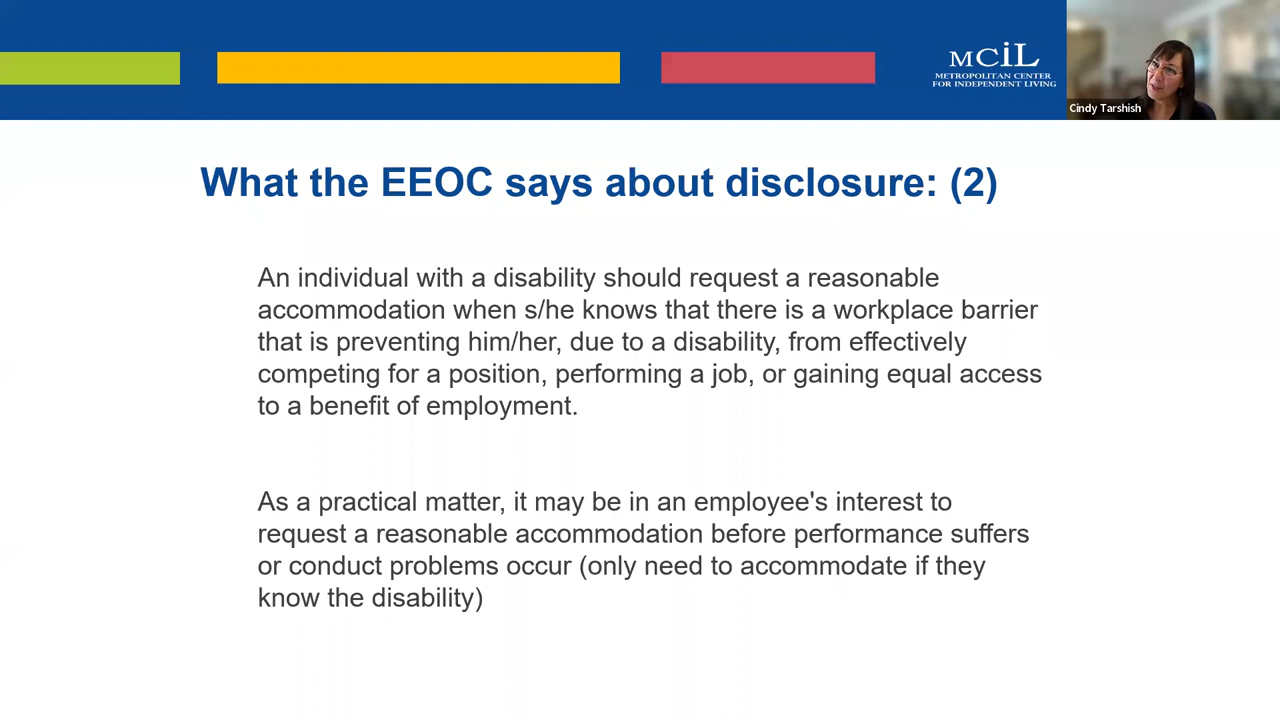 MCiL
METROPOLITAN CENTER
FOR INDEPENDENT LIVING
Cindy Tarshish
What the EEOC says about disclosure: (2)
An individual with a disability should request a reasonable
accommodation when s/he knows that there is a workplace barrier
that is preventing him/her, due to a disability, from effectively
competing for a position, performing a job, or gaining equal access
to a benefit of employment.
As a practical matter, it may be in an employee's interest to
request a reasonable accommodation before performance suffers
or conduct problems occur (only need to accommodate if they
know the disability)